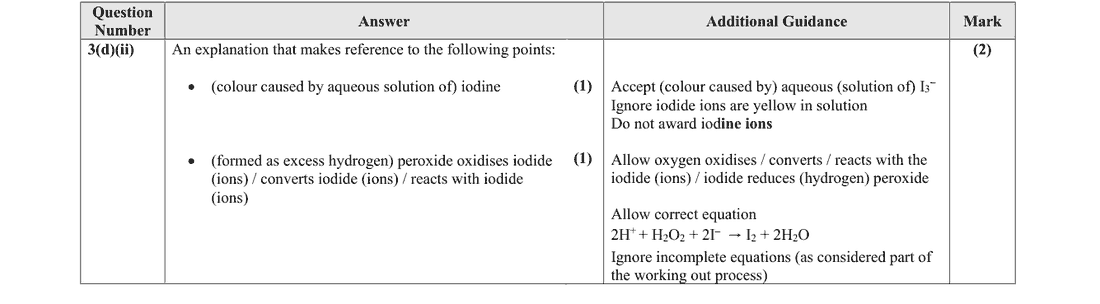 Question Number
Answer
Additional Guidance
Mark
3(d)(ii)
An explanation that makes reference to the following points:
(2)
• (colour caused by aqueous solution of) iodine (1)
Accept (colour caused by) aqueous (solution of) I₃⁻
Ignore iodide ions are yellow in solution
Do not award iodine ions
• (formed as excess hydrogen) peroxide oxidises iodide (1)
(ions) / converts iodide (ions) / reacts with iodide
(ions)
Allow oxygen oxidises / converts / reacts with the
iodide (ions) / iodide reduces (hydrogen) peroxide
Allow correct equation
2H⁺ + H₂O₂ + 2I⁻ → I₂ + 2H₂O
Ignore incomplete equations (as considered part of
the working out process)